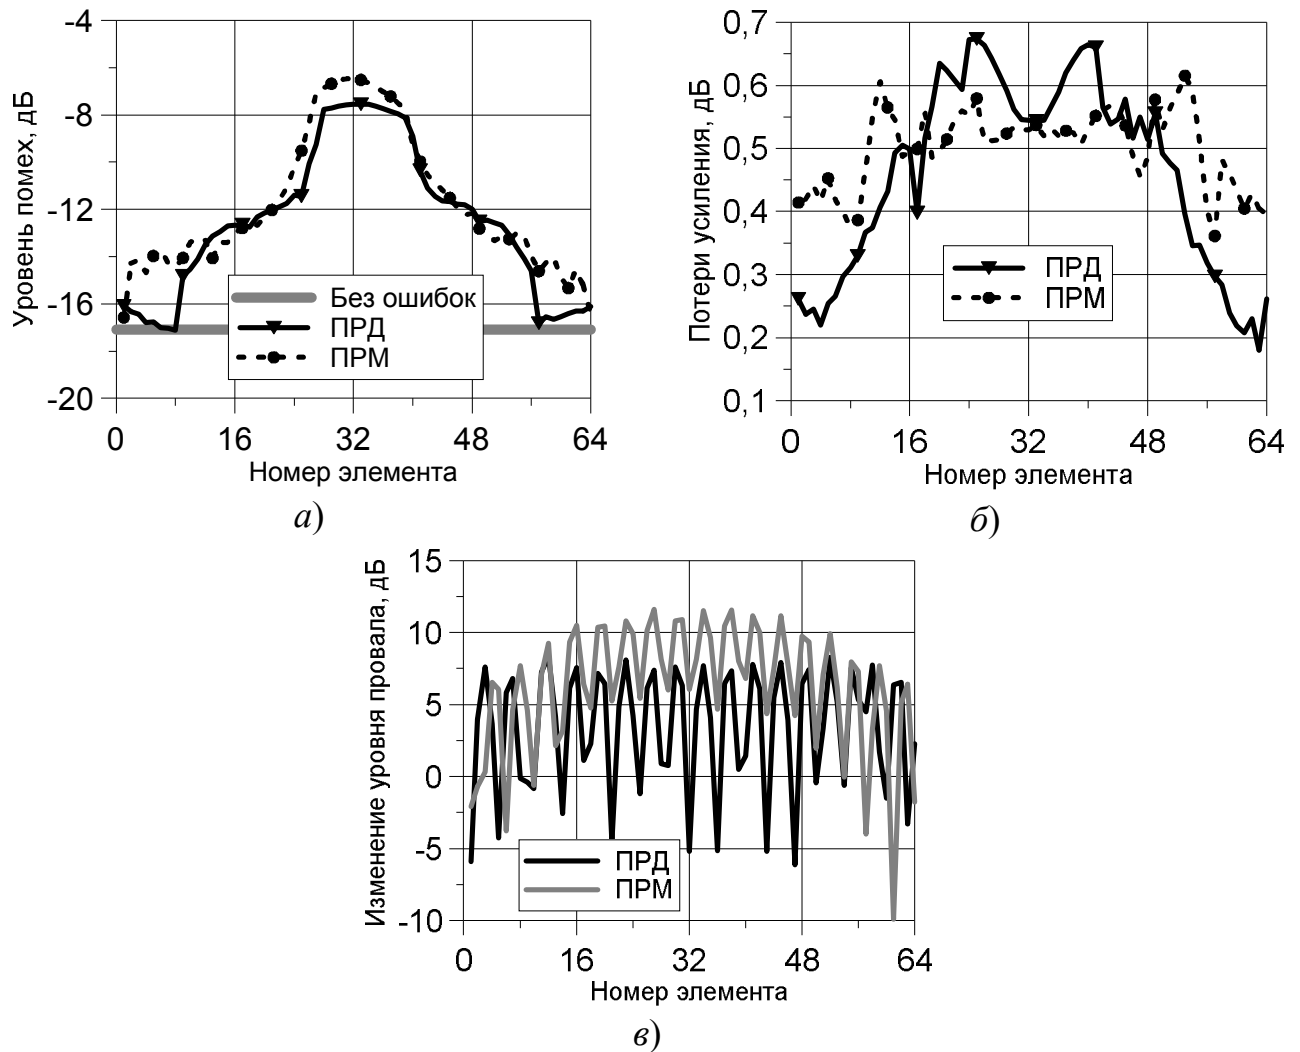 Уровень помех, дБ
-4
-8
-12
-16
-20
0 16 32 48 64
Номер элемента
Без ошибок
ПРД
ПРМ
а)
Потери усиления, дБ
0,7
0,6
0,5
0,4
0,3
0,2
0,1
0 16 32 48 64
Номер элемента
ПРД
ПРМ
б)
Изменение уровня провала, дБ
15
10
5
0
-5
-10
0 16 32 48 64
Номер элемента
ПРД
ПРМ
в)